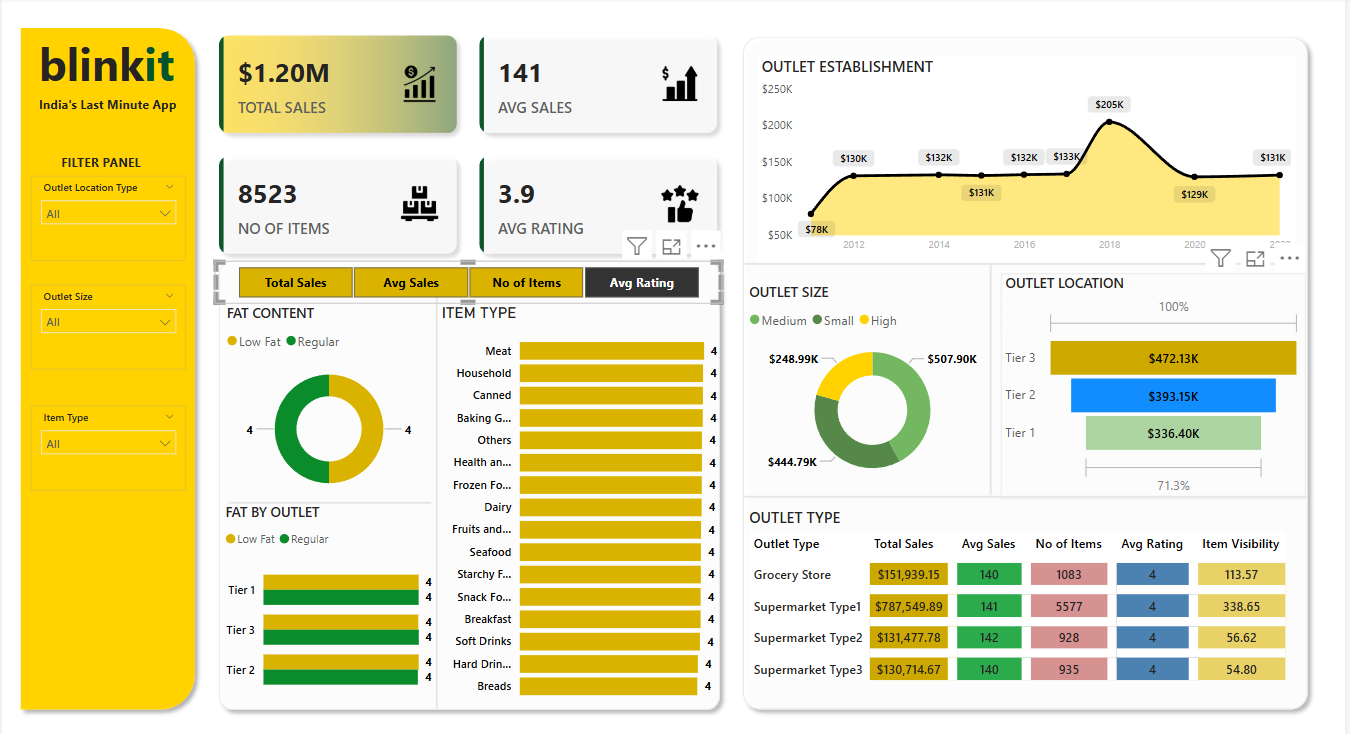 blinkit
India's Last Minute App
FILTER PANEL
Outlet Location Type
All
Outlet Size
All
Item Type
All
$1.20M
TOTAL SALES
141
AVG SALES
8523
NO OF ITEMS
3.9
AVG RATING
Total Sales
Avg Sales
No of Items
Avg Rating
FAT CONTENT
Low Fat Regular
4
4
FAT BY OUTLET
Low Fat Regular
Tier 1 4
4
Tier 3 4
4
Tier 2 4
4
ITEM TYPE
Meat 4
Household 4
Canned 4
Baking G... 4
Others 4
Health an... 4
Frozen Fo... 4
Dairy 4
Fruits and... 4
Seafood 4
Starchy F... 4
Snack Fo... 4
Breakfast 4
Soft Drinks 4
Hard Drin... 4
Breads 4
OUTLET ESTABLISHMENT
$250K
$200K
$150K
$100K
$50K
$78K
$130K
$132K
$131K
$132K
$133K
$205K
$129K
$131K
2012 2014 2016 2018 2020
OUTLET SIZE
Medium Small High
$248.99K
$507.90K
$444.79K
OUTLET LOCATION
100%
Tier 3 $472.13K
Tier 2 $393.15K
Tier 1 $336.40K
71.3%
OUTLET TYPE
Outlet Type Total Sales Avg Sales No of Items Avg Rating Item Visibility
Grocery Store $151,939.15 140 1083 4 113.57
Supermarket Type1 $787,549.89 141 5577 4 338.65
Supermarket Type2 $131,477.78 142 928 4 56.62
Supermarket Type3 $130,714.67 140 935 4 54.80